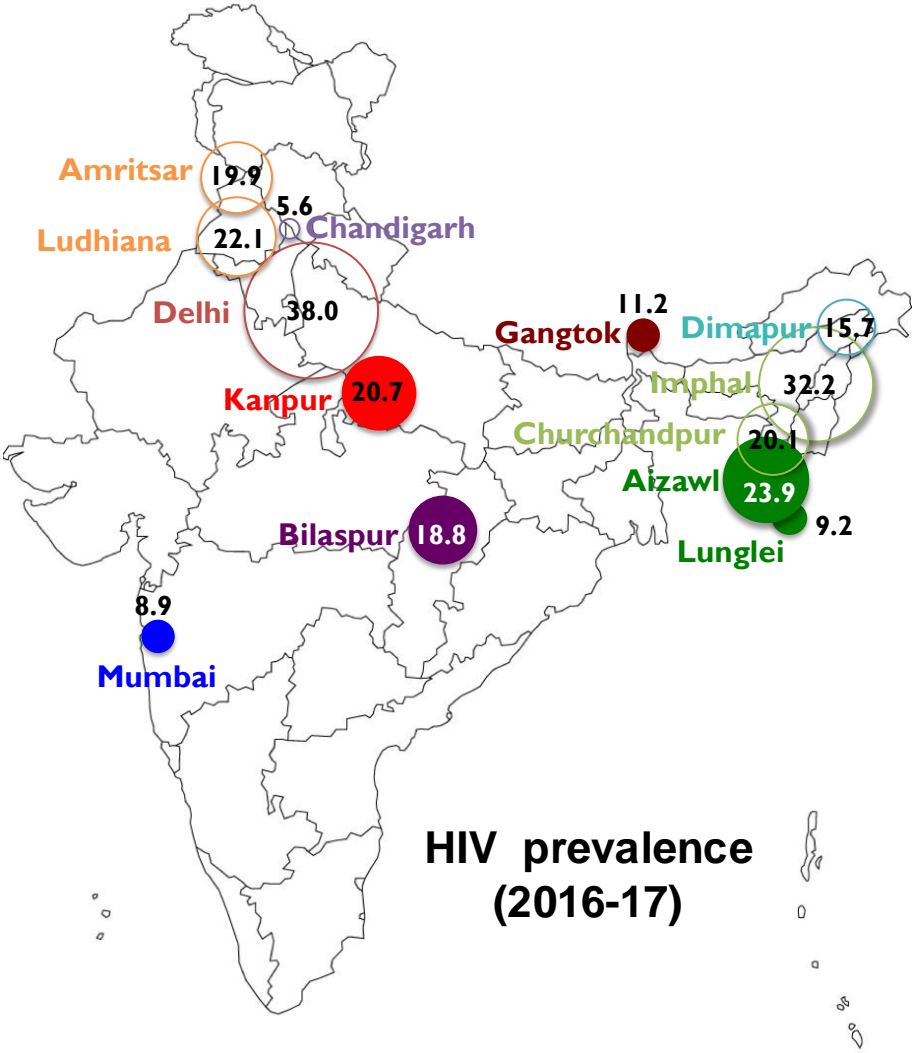 Amritsar 19.9
5.6
Chandigarh
Ludhiana 22.1
Delhi 38.0
11.2
Gangtok
Dimapur 15.7
Imphal 32.2
Kanpur 20.7
Churchandpur 20.1
Aizawl 23.9
9.2
Lunglei
Bilaspur 18.8
8.9
Mumbai
HIV prevalence
(2016-17)